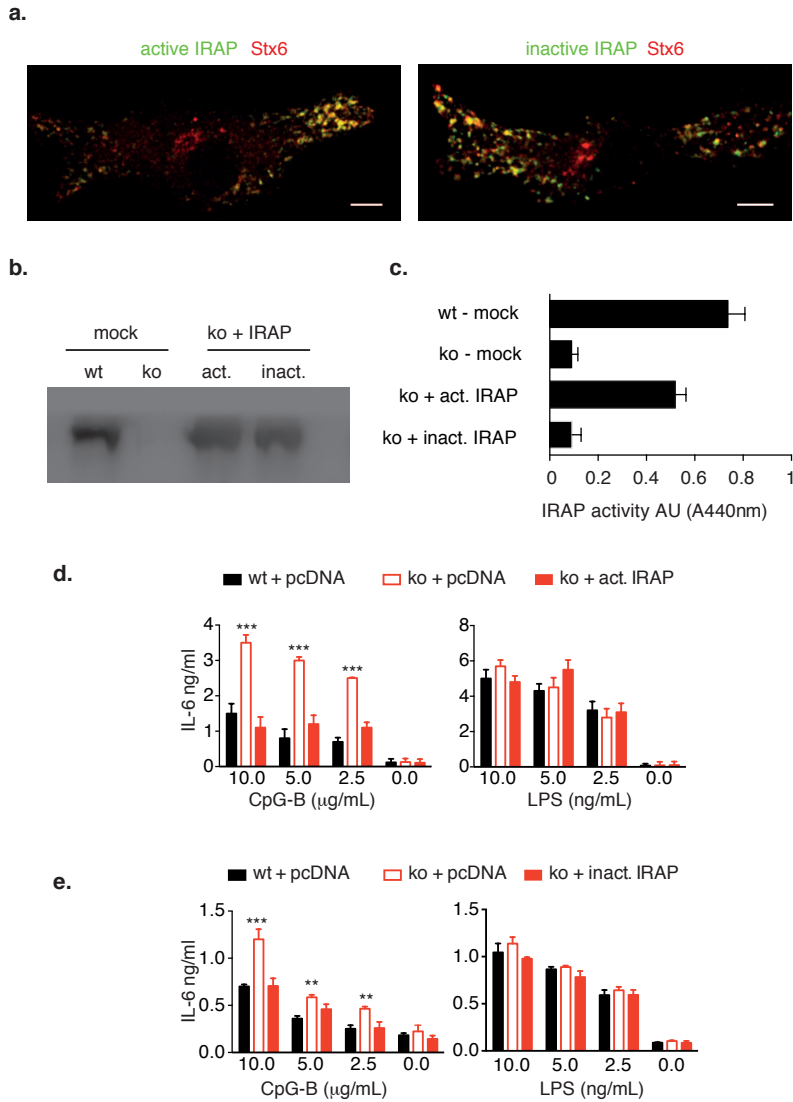 a.
active IRAP Stx6
inactive IRAP Stx6
b.
mock
ko + IRAP
wt
ko
act.
inact.
c.
wt - mock
ko - mock
ko + act. IRAP
ko + inact. IRAP
0 0.2 0.4 0.6 0.8 1
IRAP activity AU (A440nm)
d.
wt + pcDNA ko + pcDNA ko + act. IRAP
IL-6 ng/ml
4
3
2
1
0
***
***
***
10.0 5.0 2.5 0.0
CpG-B (µg/mL)
8
6
4
2
0
10.0 5.0 2.5 0.0
LPS (ng/mL)
e.
wt + pcDNA ko + pcDNA ko + inact. IRAP
IL-6 ng/ml
1.5
1.0
0.5
0.0
***
**
**
10.0 5.0 2.5 0.0
CpG-B (µg/mL)
1.5
1.0
0.5
0.0
10.0 5.0 2.5 0.0
LPS (ng/mL)